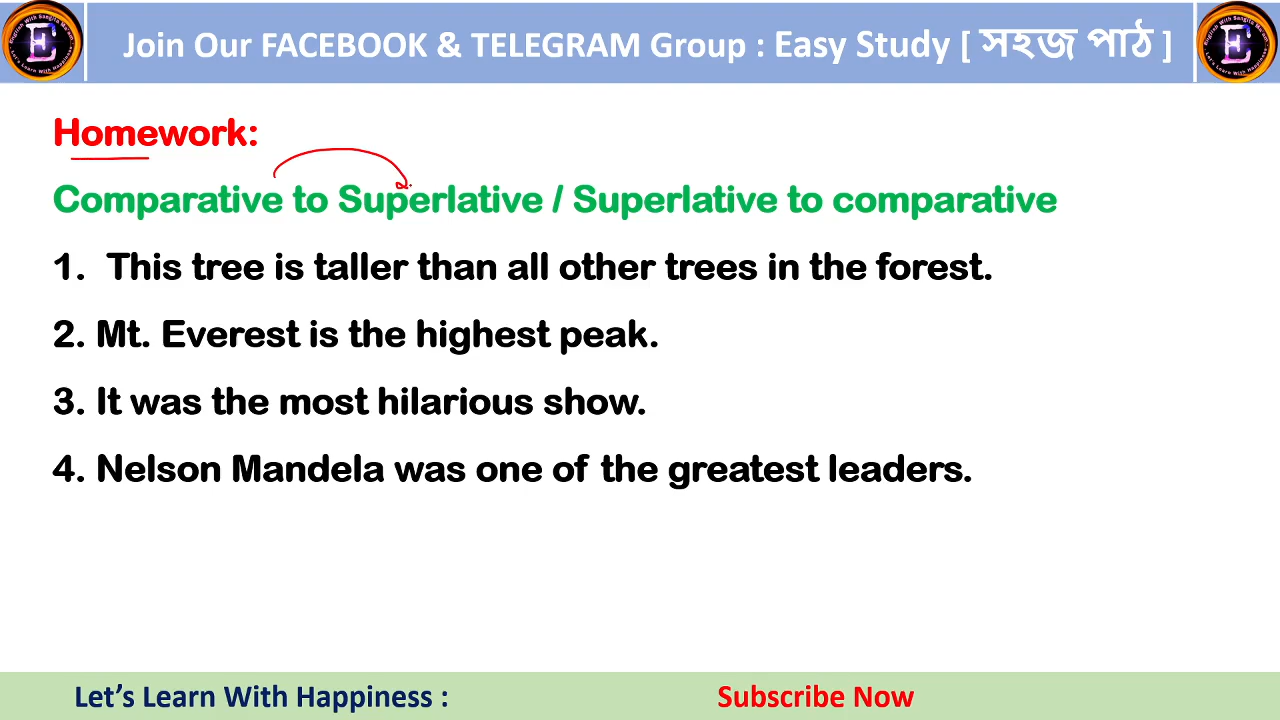 Join Our FACEBOOK & TELEGRAM Group : Easy Study [ সহজ পাঠ ]
Homework:
Comparative to Superlative / Superlative to comparative
1. This tree is taller than all other trees in the forest.
2. Mt. Everest is the highest peak.
3. It was the most hilarious show.
4. Nelson Mandela was one of the greatest leaders.
Let's Learn With Happiness :
Subscribe Now